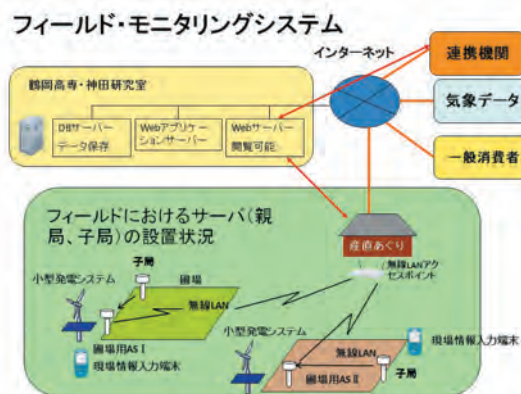 フィールド・モニタリングシステム
インターネット
連携機関
鶴岡高専・神田研究室
気象データ
DBサーバー
データ保存
Webアプリケー
ションサーバー
Webサーバー
閲覧可能
一般消費者
フィールドにおけるサーバ(親
局、子局)の設置状況
産直あぐり
無線LANアク
セスポイント
子局
小型発電システム
圃場
無線LAN
小型発電システム
圃場用ASⅠ
現場情報入力端末
現場情報入力端末
無線LAN
圃場用ASⅡ
子局